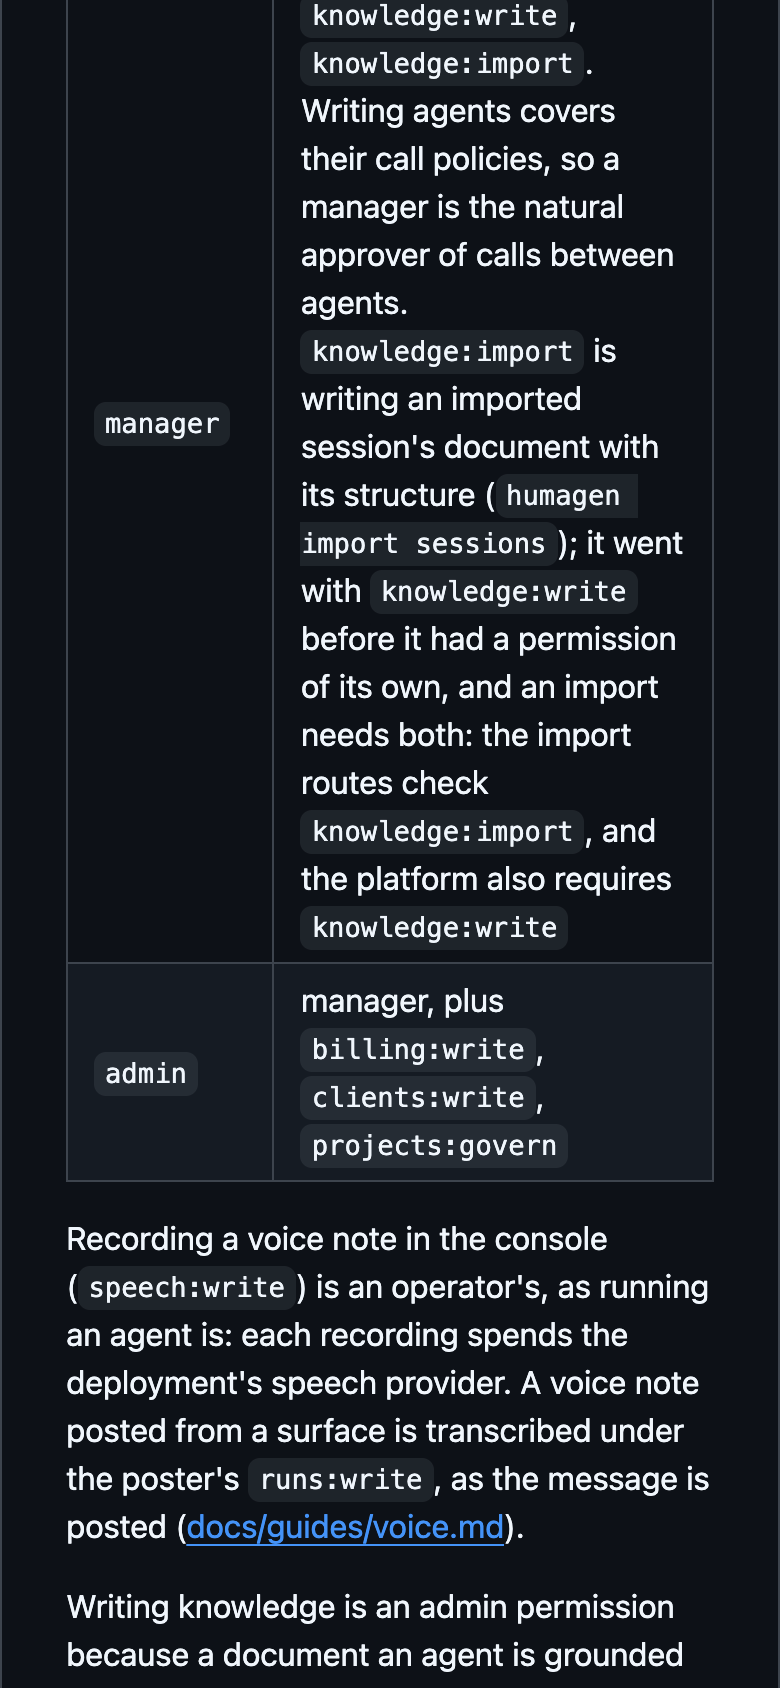 knowledge:write,
knowledge:import.
Writing agents covers
their call policies, so a
manager is the natural
approver of calls between
agents.
knowledge:import is
writing an imported
manager
session's document with
its structure (humagen
import sessions); it went
with knowledge:write
before it had a permission
of its own, and an import
needs both: the import
routes check
knowledge:import, and
the platform also requires
knowledge:write
manager, plus
billing:write,
admin
clients:write,
projects:govern
Recording a voice note in the console
(speech:write) is an operator's, as running
an agent is: each recording spends the
deployment's speech provider. A voice note
posted from a surface is transcribed under
the poster's runs:write, as the message is
posted (docs/guides/voice.md).
Writing knowledge is an admin permission
because a document an agent is grounded